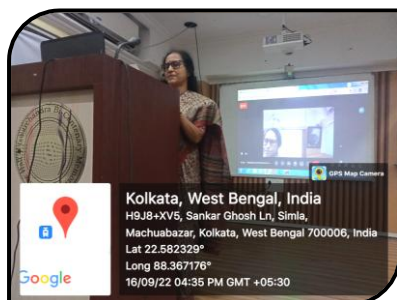 GPS Map Camera
Kolkata, West Bengal, India
H9J8+XV5, Sankar Ghosh Ln, Simla,
Machuabazar, Kolkata, West Bengal 700006, India
Lat 22.582329°
Long 88.367176°
16/09/22 04:35 PM GMT +05:30
Google